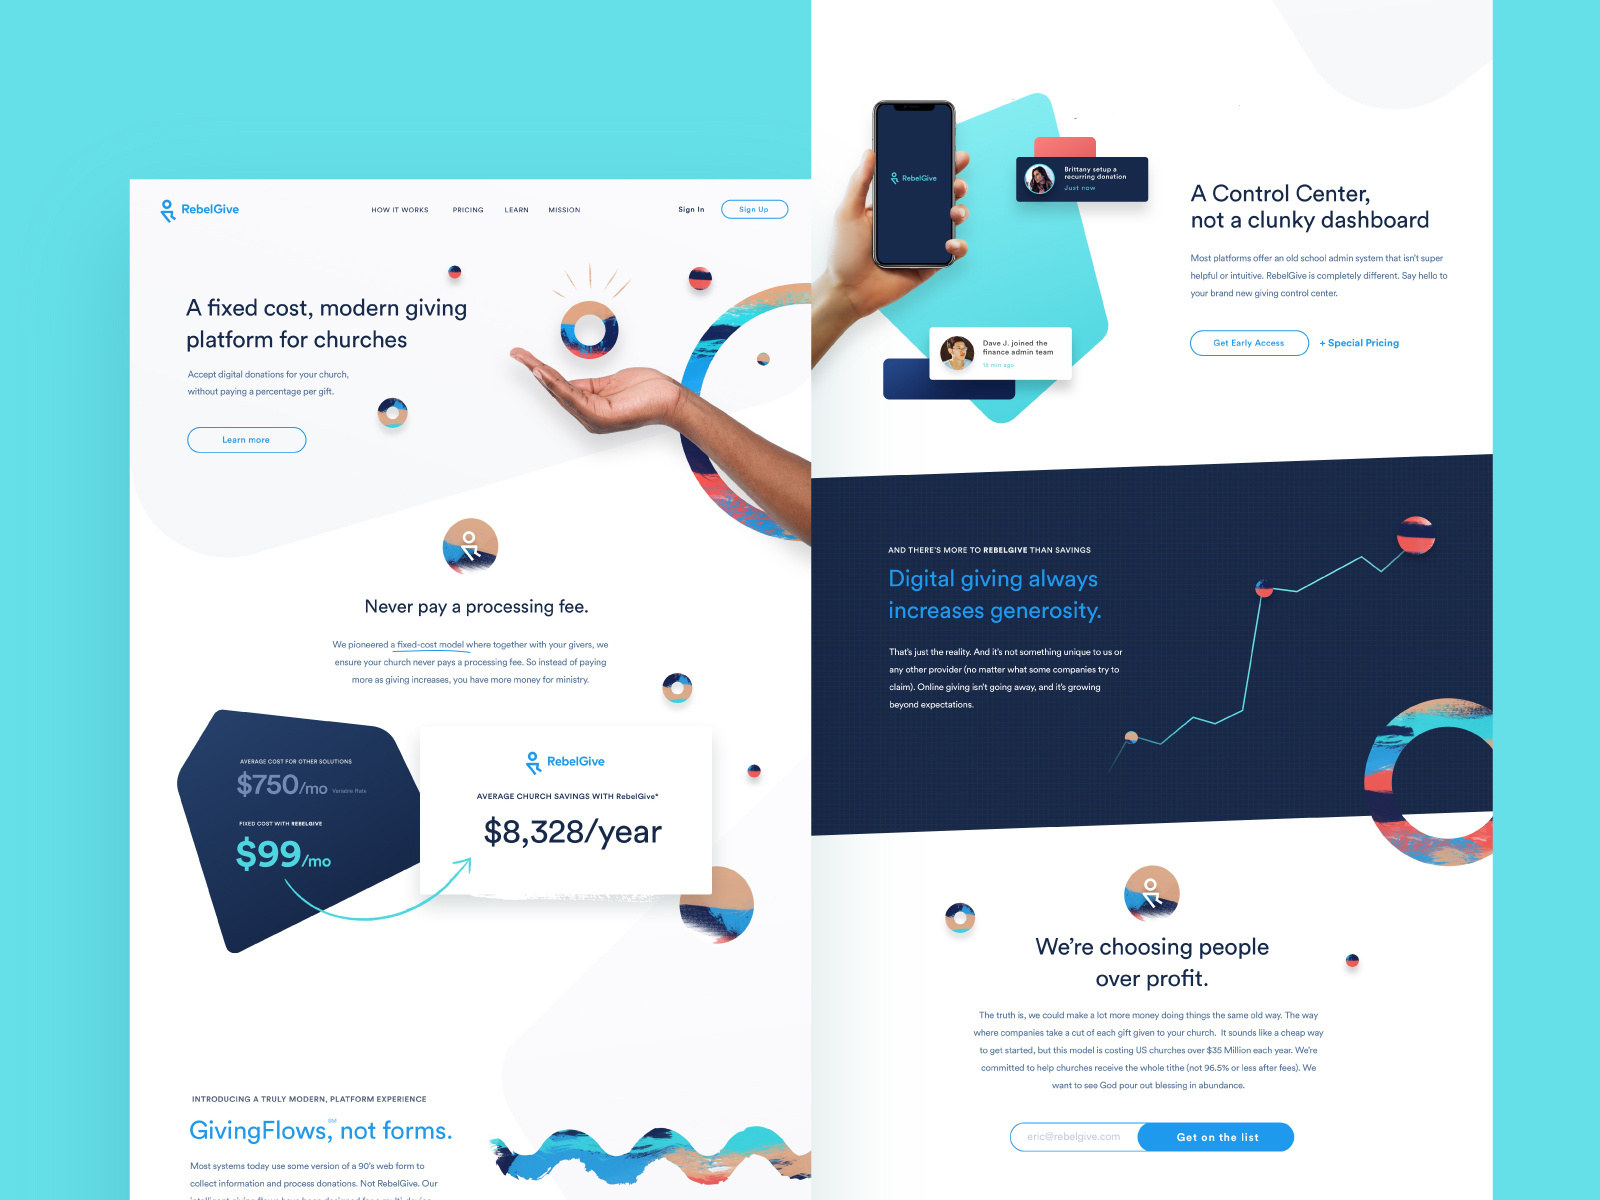 RebelGive
HOW IT WORKS
PRICING
LEARN
MISSION
Sign In
Sign Up
A fixed cost, modern giving
platform for churches
Accept digital donations for your church,
without paying a percentage per gift.
Learn more
Never pay a processing fee.
We pioneered a fixed-cost model where together with your givers, we
ensure your church never pays a processing fee. So instead of paying
more as giving increases, you have more money for ministry.
AVERAGE COST FOR OTHER SOLUTIONS
$750/mo Variable Rate
FIXED COST WITH REBELGIVE
$99/mo
RebelGive
AVERAGE CHURCH SAVINGS WITH RebelGive*
$8,328/year
INTRODUCING A TRULY MODERN, PLATFORM EXPERIENCE
GivingFlows,℠ not forms.
Most systems today use some version of a 90's web form to
collect information and process donations. Not RebelGive. Our
RebelGive
Brittany setup a
recurring donation
Just now
Dave J. joined the
finance admin team
A Control Center,
not a clunky dashboard
Most platforms offer an old school admin system that isn't super
helpful or intuitive. RebelGive is completely different. Say hello to
your brand new giving control center.
Get Early Access
+ Special Pricing
AND THERE'S MORE TO REBELGIVE THAN SAVINGS
Digital giving always
increases generosity.
That's just the reality. And it's not something unique to us or
any other provider (no matter what some companies try to
claim). Online giving isn't going away, and it's growing
beyond expectations.
We're choosing people
over profit.
The truth is, we could make a lot more money doing things the same old way. The way
where companies take a cut of each gift given to your church. It sounds like a cheap way
to get started, but this model is costing US churches over $35 Million each year. We're
committed to help churches receive the whole tithe (not 96.5% or less after fees). We
want to see God pour out blessing in abundance.
eric@rebelgive.com
Get on the list